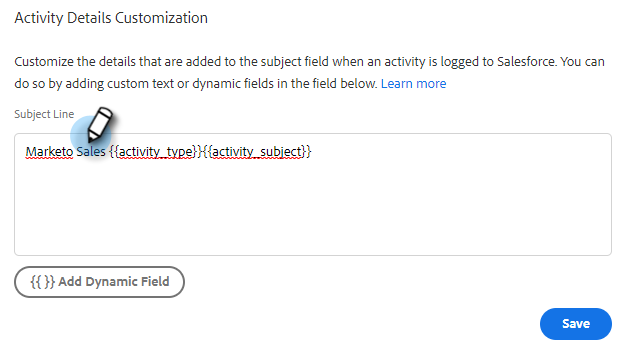 Activity Details Customization
Customize the details that are added to the subject field when an activity is logged to Salesforce. You can
do so by adding custom text or dynamic fields in the field below. Learn more
Subject Line
Marketo Sales {{activity_type}}{{activity_subject}}
{{ }} Add Dynamic Field
Save